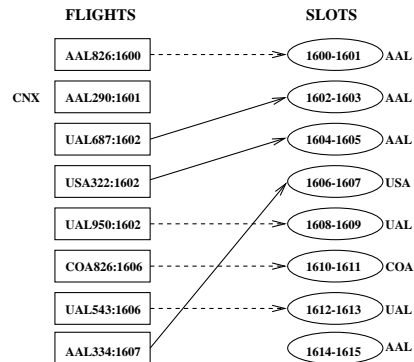 FLIGHTS SLOTS
AAL826:1600 1600-1601 AAL
CNX AAL290:1601 1602-1603 AAL
UAL687:1602 1604-1605 AAL
USA322:1602 1606-1607 USA
UAL950:1602 1608-1609 UAL
COA826:1606 1610-1611 COA
UAL543:1606 1612-1613 UAL
AAL334:1607 1614-1615 AAL